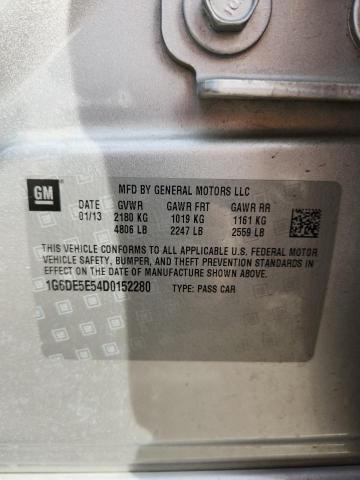 GM
MFD BY GENERAL MOTORS LLC
DATE GVWR GAWR FRT GAWR RR
01/13 2180 KG 1019 KG 1161 KG
4806 LB 2247 LB 2559 LB
THIS VEHICLE CONFORMS TO ALL APPLICABLE U.S. FEDERAL MOTOR
VEHICLE SAFETY, BUMPER, AND THEFT PREVENTION STANDARDS IN
EFFECT ON THE DATE OF MANUFACTURE SHOWN ABOVE.
1G6DE5E54D0152280 TYPE: PASS CAR